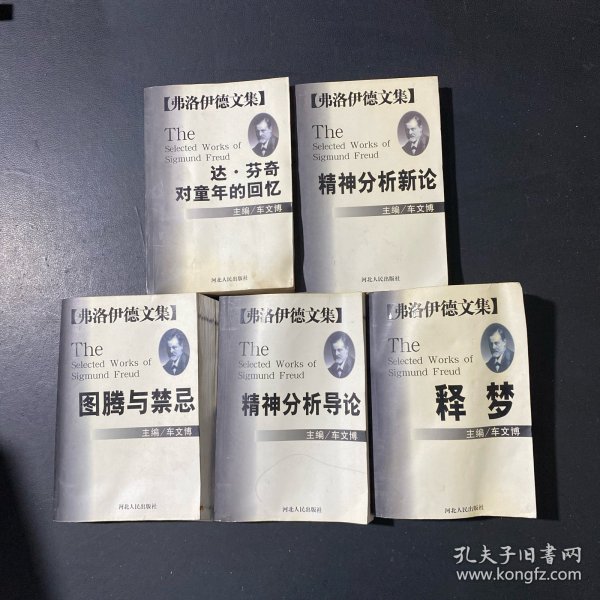 【弗洛伊德文集】
The
Selected Works of
Sigmund Freud
达·芬奇
对童年的回忆
主编/车文博
河北人民出版社
【弗洛伊德文集】
The
Selected Works of
Sigmund Freud
精神分析新论
主编/车文博
河北人民出版社
【弗洛伊德文集】
The
Selected Works of
Sigmund Freud
图腾与禁忌
主编/车文博
河北人民出版社
【弗洛伊德文集】
The
Selected Works of
Sigmund Freud
精神分析导论
主编/车文博
河北人民出版社
【弗洛伊德文集】
The
Selected Works of
Sigmund Freud
释梦
主编/车文博
河北人民出版社
孔夫子旧书网
www.kongfz.com